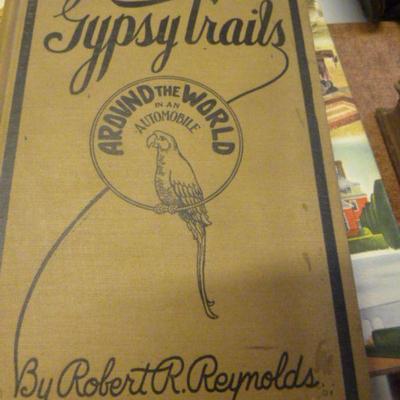 Gypsy Trails
AROUND THE WORLD
IN AN
AUTOMOBILE
By Robert R. Reynolds.